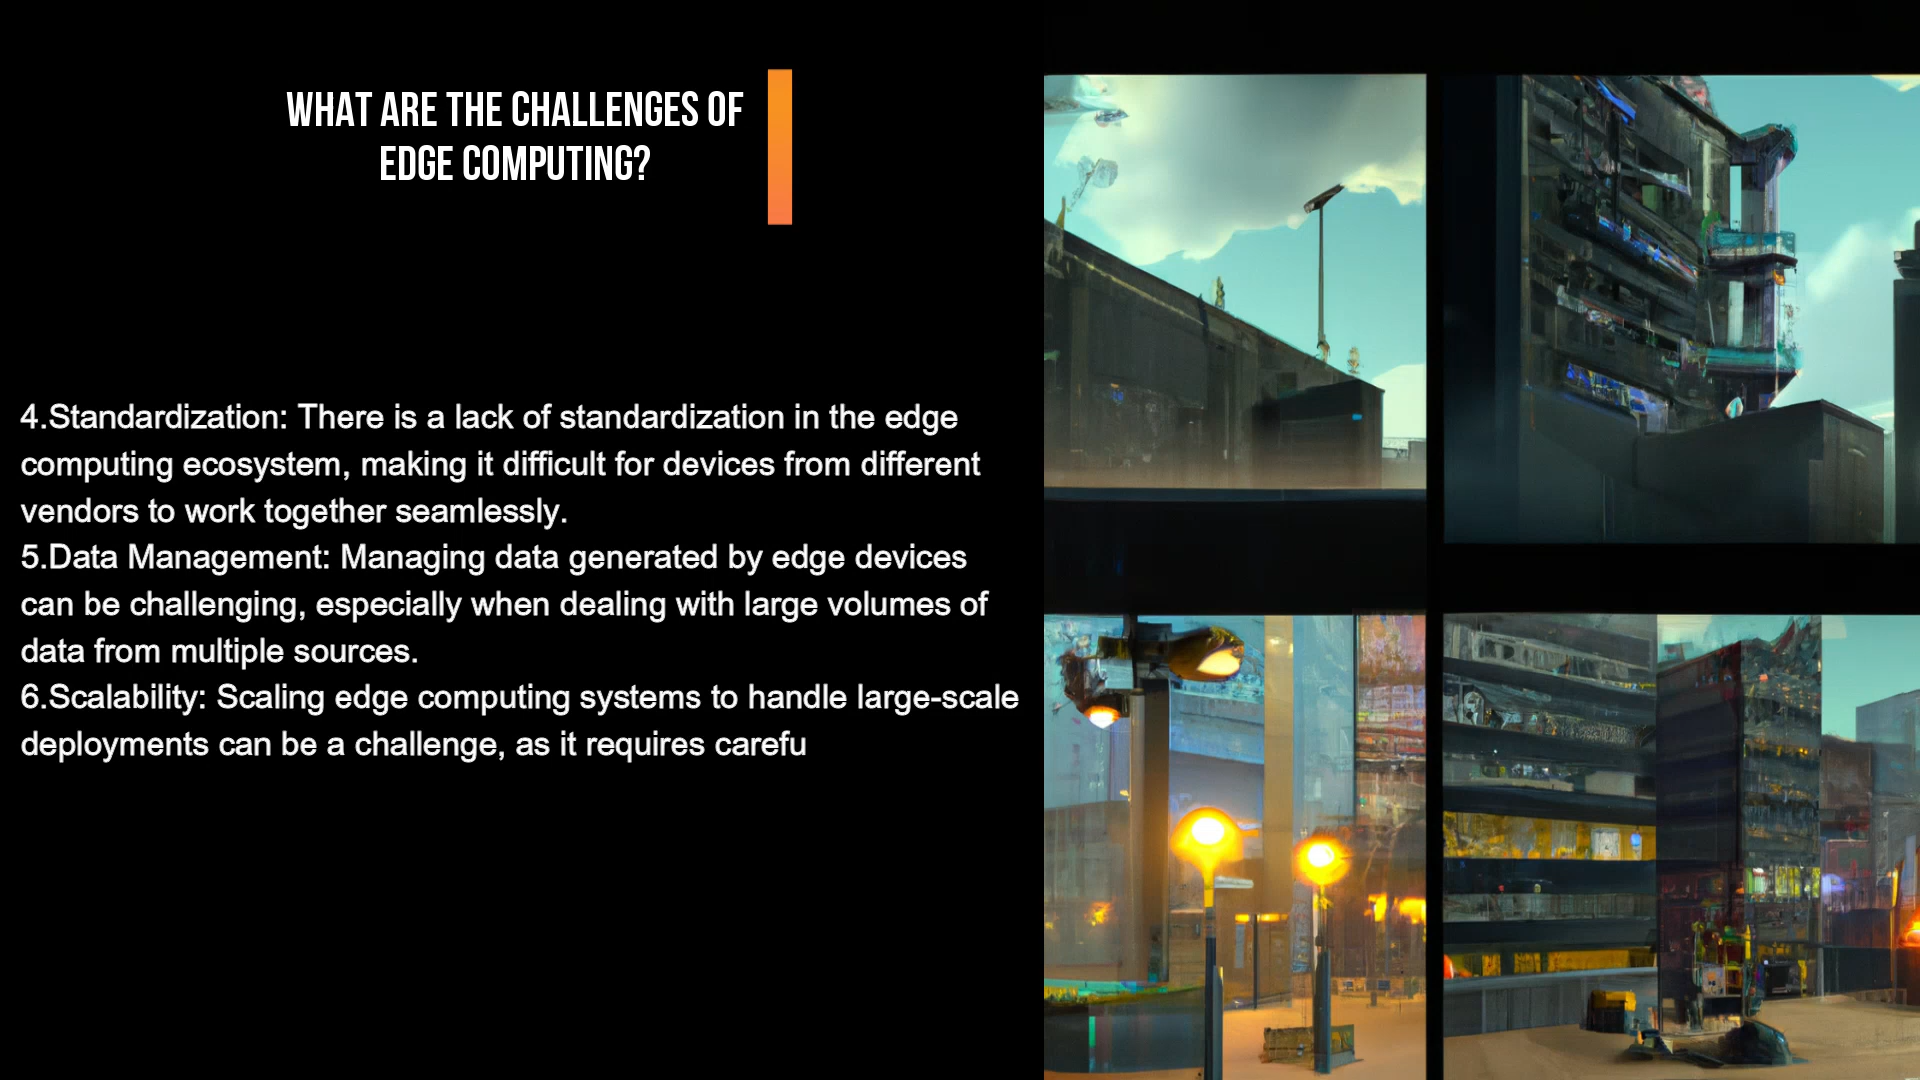 WHAT ARE THE CHALLENGES OF
EDGE COMPUTING?
4.Standardization: There is a lack of standardization in the edge
computing ecosystem, making it difficult for devices from different
vendors to work together seamlessly.
5.Data Management: Managing data generated by edge devices
can be challenging, especially when dealing with large volumes of
data from multiple sources.
6.Scalability: Scaling edge computing systems to handle large-scale
deployments can be a challenge, as it requires carefu